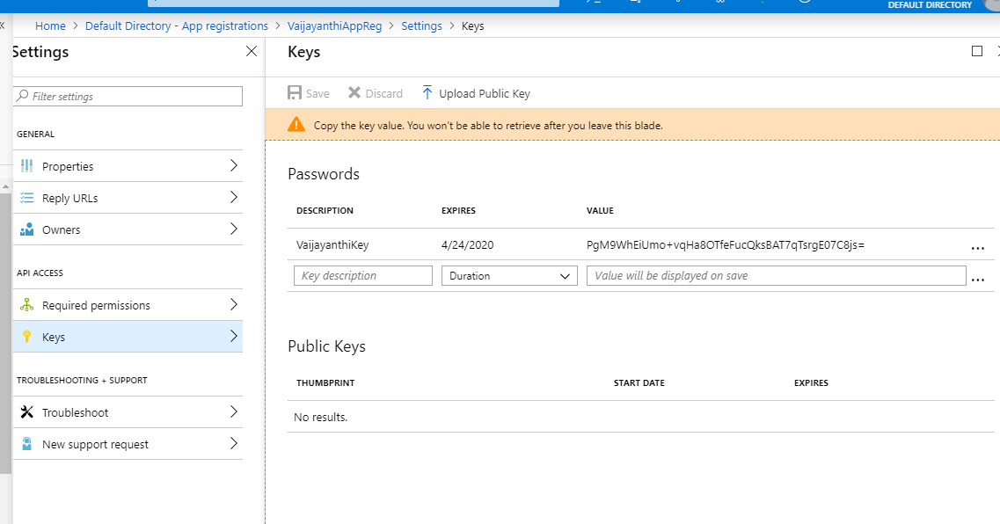 DEFAULT DIRECTORY
Home > Default Directory - App registrations > VaijayanthiAppReg > Settings > Keys
Settings
Filter settings
GENERAL
Properties
Reply URLs
Owners
API ACCESS
Required permissions
Keys
TROUBLESHOOTING + SUPPORT
Troubleshoot
New support request
Keys
Save Discard Upload Public Key
Copy the key value. You won't be able to retrieve after you leave this blade.
Passwords
DESCRIPTION EXPIRES VALUE
VaijayanthiKey 4/24/2020 PgM9WhEiUmo+vqHa8OTfeFucQksBAT7qTsrgE07C8js=
Key description Duration Value will be displayed on save
Public Keys
THUMBPRINT START DATE EXPIRES
No results.